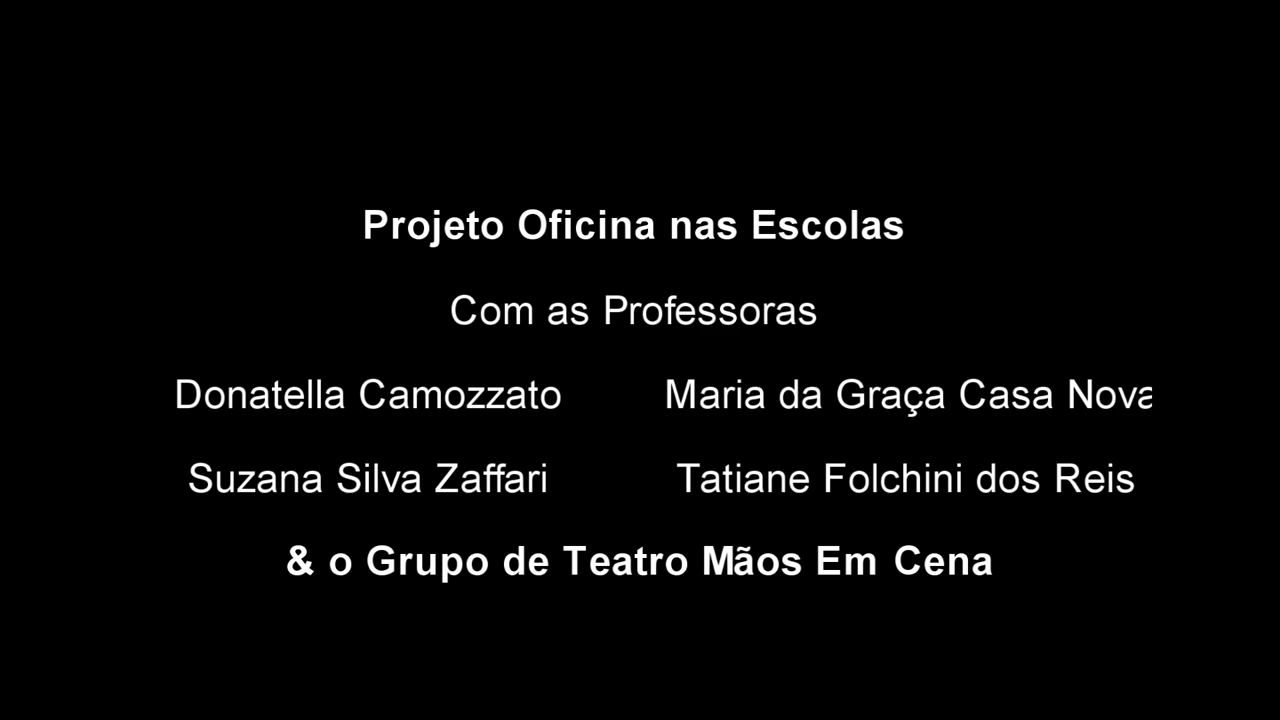 Projeto Oficina nas Escolas
Com as Professoras
Donatella Camozzato Maria da Graça Casa Nova
Suzana Silva Zaffari Tatiane Folchini dos Reis
& o Grupo de Teatro Mãos Em Cena